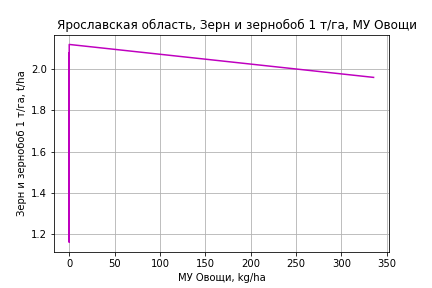 Ярославская область, Зерн и зернобоб 1 т/га, МУ Овощи
Зерн и зернобоб 1 т/га, t/ha
2.0
1.8
1.6
1.4
1.2
0 50 100 150 200 250 300 350
МУ Овощи, kg/ha